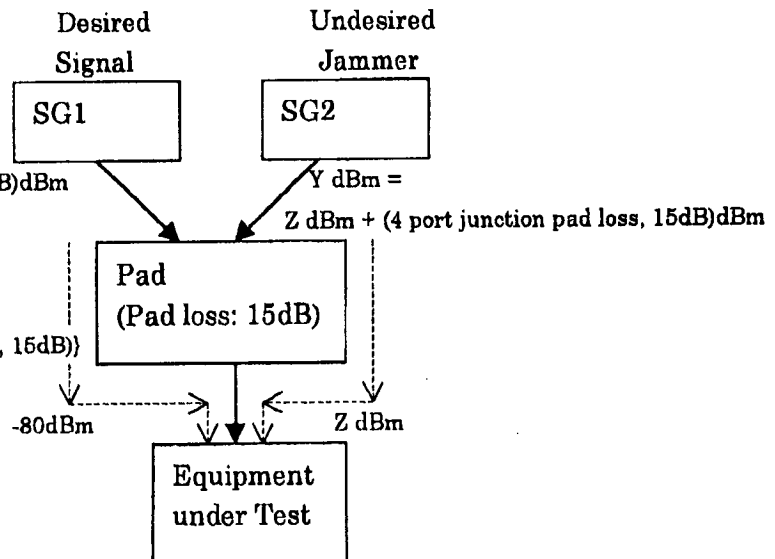 Desired
Signal
Undesired
Jammer
SG1
SG2
B)dBm
Y dBm =
Z dBm + (4 port junction pad loss, 15dB)dBm
Pad
(Pad loss: 15dB)
, 15dB)}
-80dBm
Z dBm
Equipment
under Test